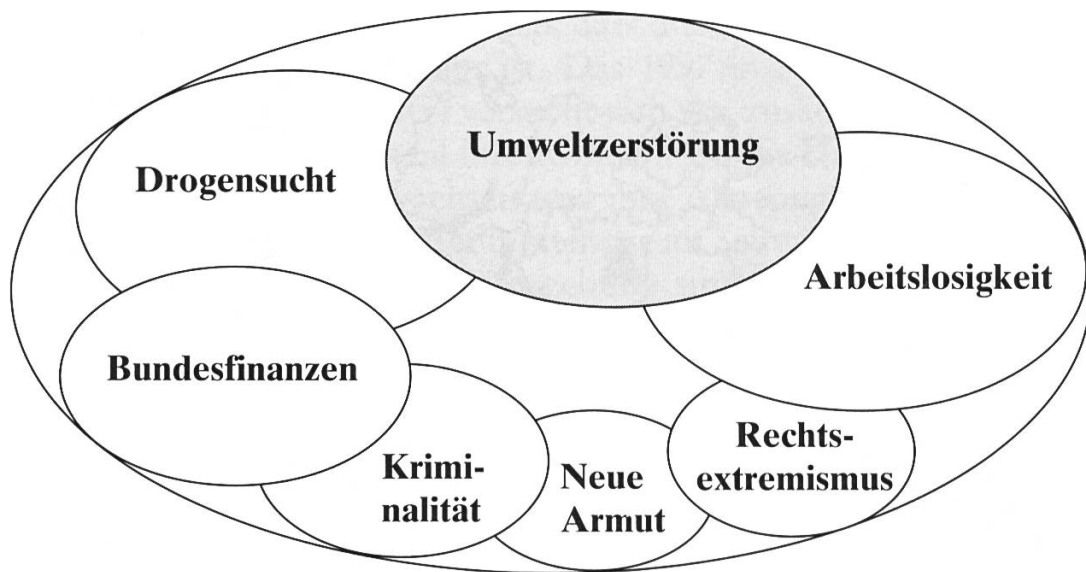 Umweltzerstörung
Drogensucht
Arbeitslosigkeit
Bundesfinanzen
Rechts-
extremismus
Krimi-
nalität
Neue
Armut